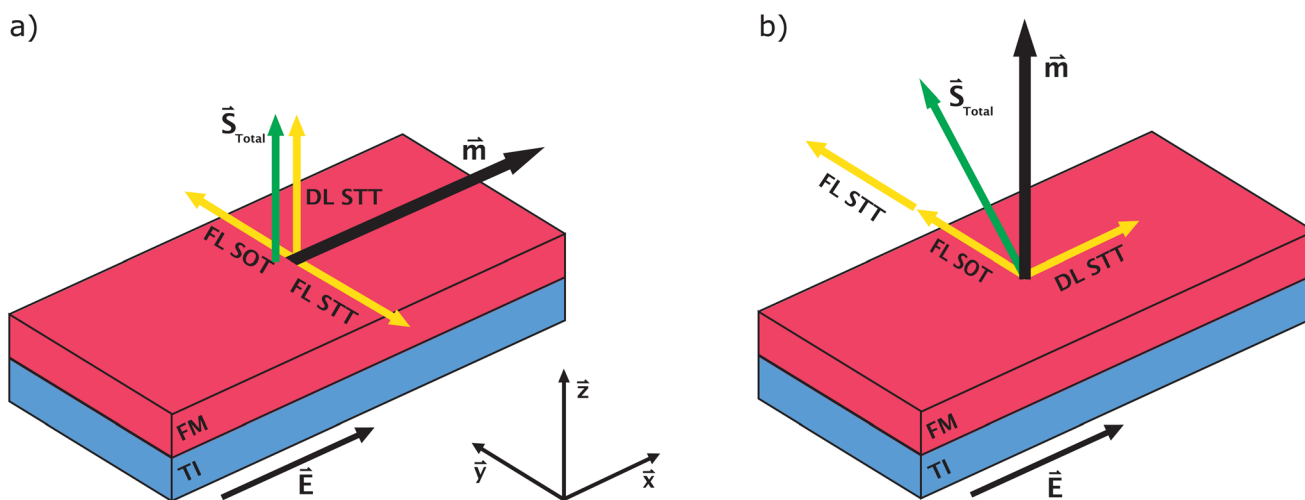 a)
S⃗Total
m⃗
DL STT
FL SOT
FL STT
FM
TI
E⃗
z⃗
y⃗
x⃗
b)
m⃗
S⃗Total
FL STT
FL SOT
DL STT
FM
TI
E⃗